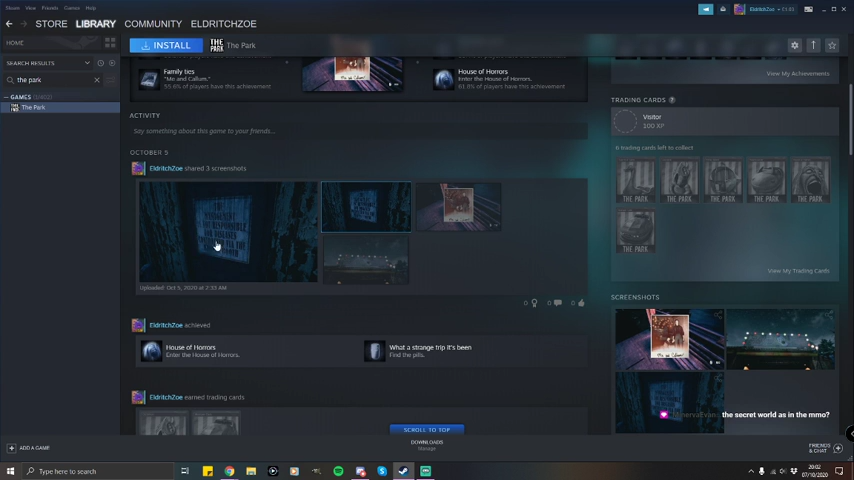 Steam View Friends Games Help
EldritchZoe
STORE LIBRARY COMMUNITY ELDRITCHZOE
HOME
INSTALL
THE PARK The Park
SEARCH RESULTS
the park
GAMES
THE PARK The Park
Family ties
"Me and Callum."
55.6% of players have this achievement
House of Horrors
Enter the House of Horrors.
61.6% of players have this achievement
View My Achievements
ACTIVITY
Say something about this game to your friends...
TRADING CARDS ?
Visitor
100 XP
6 trading cards left to collect
THE PARK THE PARK THE PARK THE PARK THE PARK
THE PARK
View My Trading Cards
OCTOBER 5
EldritchZoe shared 3 screenshots
Uploaded: Oct 5, 2020 at 2:33 AM
0 0 0
EldritchZoe achieved
House of Horrors
Enter the House of Horrors.
What a strange trip it's been
Find the pills.
EldritchZoe earned trading cards
SCREENSHOTS
the secret world as in the mmo?
SCROLL TO TOP
ADD A GAME
DOWNLOADS
Manage
FRIENDS
& CHAT
Type here to search
20:02
07/10/2020